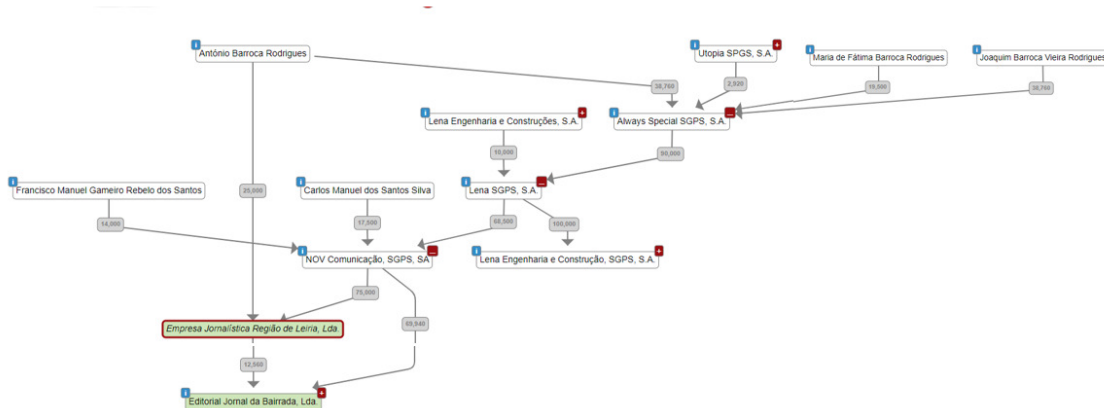 António Barroca Rodrigues
Utopia SPGS, S.A.
Maria de Fátima Barroca Rodrigues
Joaquim Barroca Vieira Rodrigues
38,760
2,920
19,500
38,760
Lena Engenharia e Construções, S.A.
Always Special SGPS, S.A.
10,000
90,000
Francisco Manuel Gameiro Rebelo dos Santos
25,000
Carlos Manuel dos Santos Silva
Lena SGPS, S.A.
14,000
17,500
68,500
100,000
NOV Comunicação, SGPS, SA
Lena Engenharia e Construção, SGPS, S.A.
75,000
Empresa Jornalística Região de Leiria, Lda.
69,940
12,560
Editorial Jornal da Bairrada, Lda.